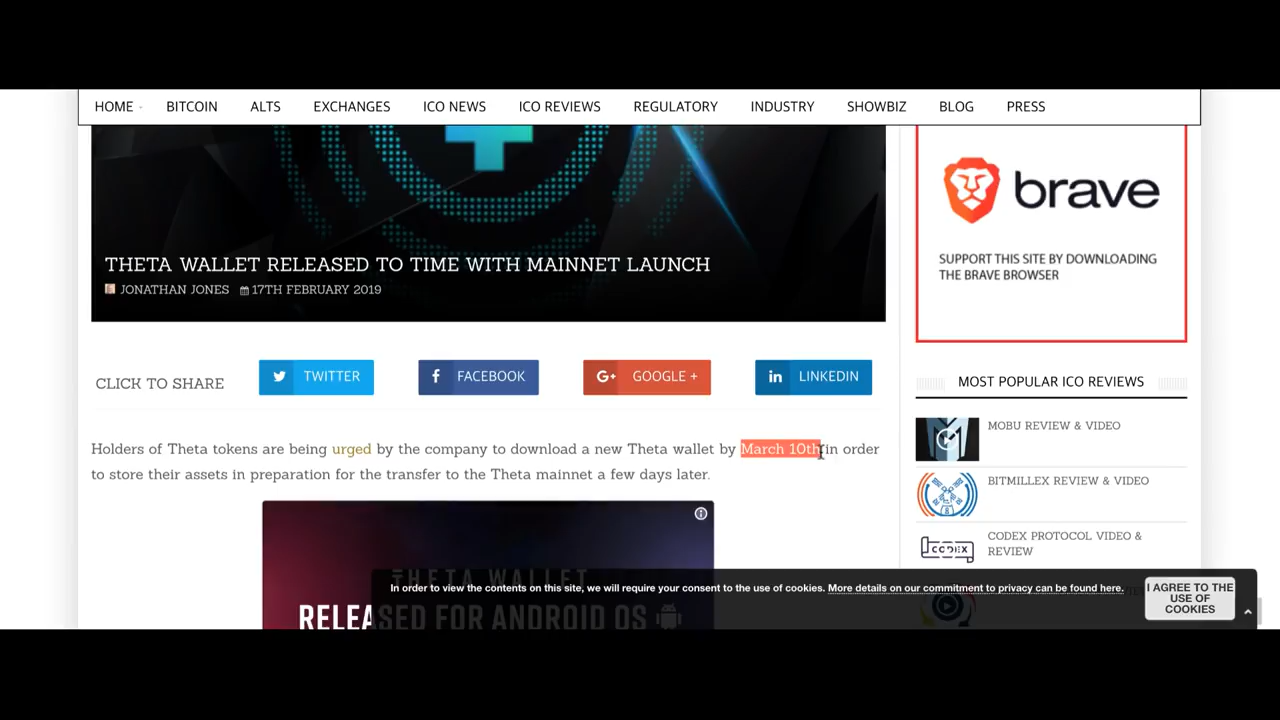 HOME
BITCOIN
ALTS
EXCHANGES
ICO NEWS
ICO REVIEWS
REGULATORY
INDUSTRY
SHOWBIZ
BLOG
PRESS
THETA WALLET RELEASED TO TIME WITH MAINNET LAUNCH
JONATHAN JONES 17TH FEBRUARY 2019
CLICK TO SHARE
TWITTER
FACEBOOK
GOOGLE +
LINKEDIN
Holders of Theta tokens are being urged by the company to download a new Theta wallet by March 10th in order
to store their assets in preparation for the transfer to the Theta mainnet a few days later.
THETA WALLET
RELEASED FOR ANDROID OS
brave
SUPPORT THIS SITE BY DOWNLOADING
THE BRAVE BROWSER
MOST POPULAR ICO REVIEWS
MOBU REVIEW & VIDEO
BITMILLEX REVIEW & VIDEO
CODEX
CODEX PROTOCOL VIDEO &
REVIEW
In order to view the contents on this site, we will require your consent to the use of cookies. More details on our commitment to privacy can be found here.
I AGREE TO THE
USE OF
COOKIES